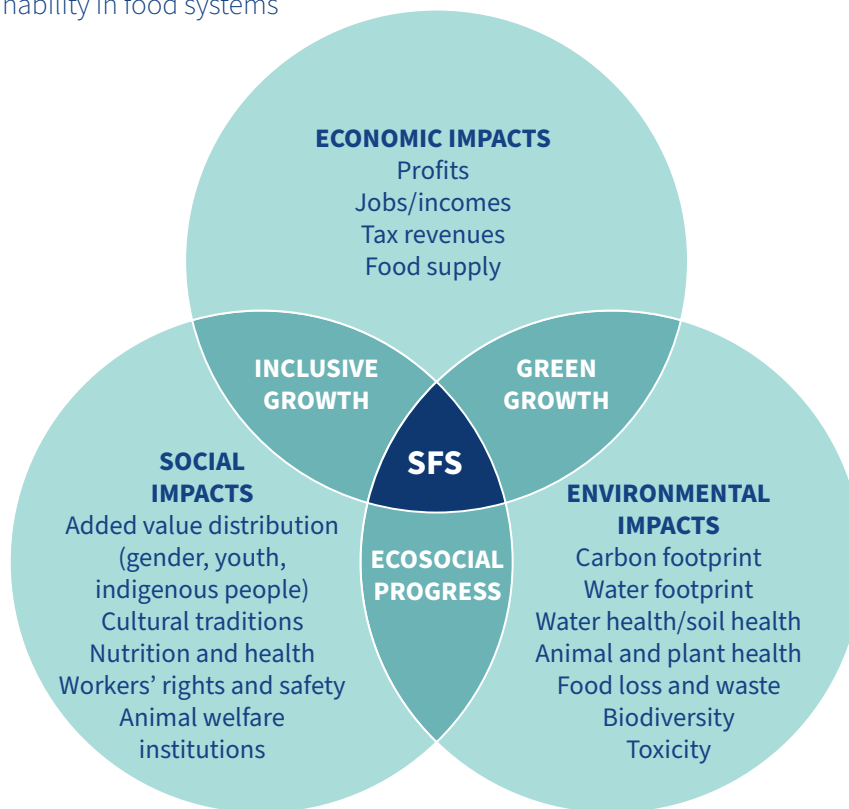 nability in food systems
ECONOMIC IMPACTS
Profits
Jobs/incomes
Tax revenues
Food supply
INCLUSIVE
GROWTH
GREEN
GROWTH
SFS
SOCIAL
IMPACTS
Added value distribution
(gender, youth,
indigenous people)
Cultural traditions
Nutrition and health
Workers’ rights and safety
Animal welfare
institutions
ECOSOCIAL
PROGRESS
ENVIRONMENTAL
IMPACTS
Carbon footprint
Water footprint
Water health/soil health
Animal and plant health
Food loss and waste
Biodiversity
Toxicity